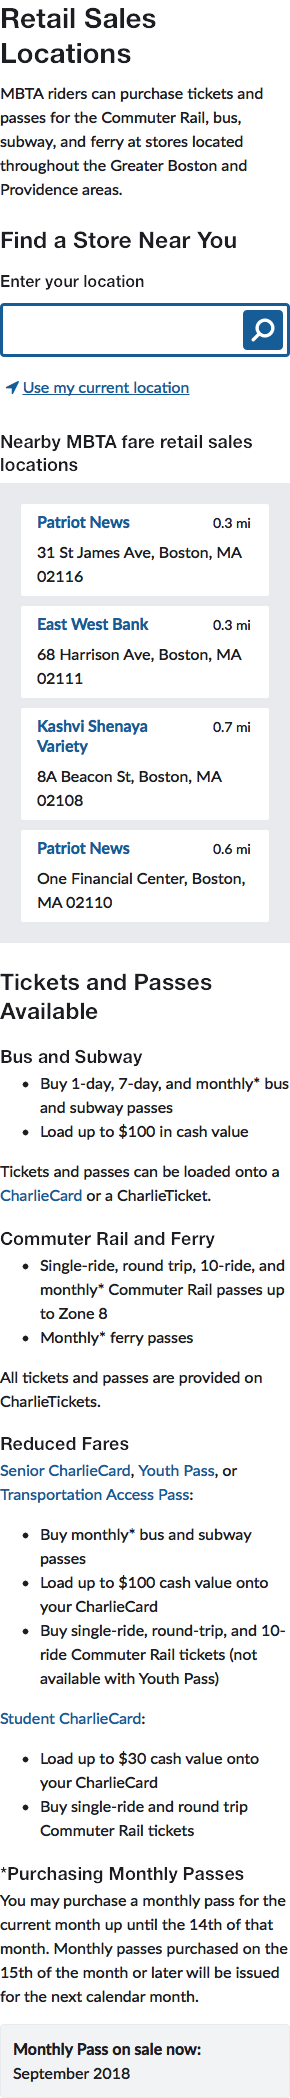 Retail Sales
Locations
MBTA riders can purchase tickets and
passes for the Commuter Rail, bus,
subway, and ferry at stores located
throughout the Greater Boston and
Providence areas.
Find a Store Near You
Enter your location
Use my current location
Nearby MBTA fare retail sales
locations
Patriot News 0.3 mi
31 St James Ave, Boston, MA
02116
East West Bank 0.3 mi
68 Harrison Ave, Boston, MA
02111
Kashvi Shenaya 0.7 mi
Variety
8A Beacon St, Boston, MA
02108
Patriot News 0.6 mi
One Financial Center, Boston,
MA 02110
Tickets and Passes
Available
Bus and Subway
• Buy 1-day, 7-day, and monthly* bus
and subway passes
• Load up to $100 in cash value
Tickets and passes can be loaded onto a
CharlieCard or a CharlieTicket.
Commuter Rail and Ferry
• Single-ride, round trip, 10-ride, and
monthly* Commuter Rail passes up
to Zone 8
• Monthly* ferry passes
All tickets and passes are provided on
CharlieTickets.
Reduced Fares
Senior CharlieCard, Youth Pass, or
Transportation Access Pass:
• Buy monthly* bus and subway
passes
• Load up to $100 cash value onto
your CharlieCard
• Buy single-ride, round-trip, and 10-
ride Commuter Rail tickets (not
available with Youth Pass)
Student CharlieCard:
• Load up to $30 cash value onto
your CharlieCard
• Buy single-ride and round trip
Commuter Rail tickets
*Purchasing Monthly Passes
You may purchase a monthly pass for the
current month up until the 14th of that
month. Monthly passes purchased on the
15th of the month or later will be issued
for the next calendar month.
Monthly Pass on sale now:
September 2018